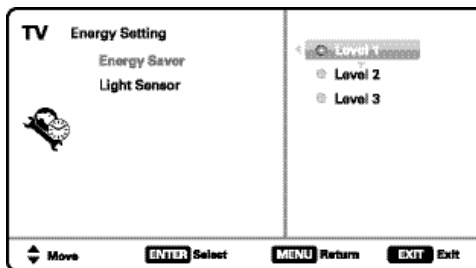 TV Energy Setting
Energy Saver
Light Sensor
Level 1
Level 2
Level 3
Move ENTER Select MENU Return EXIT Exit